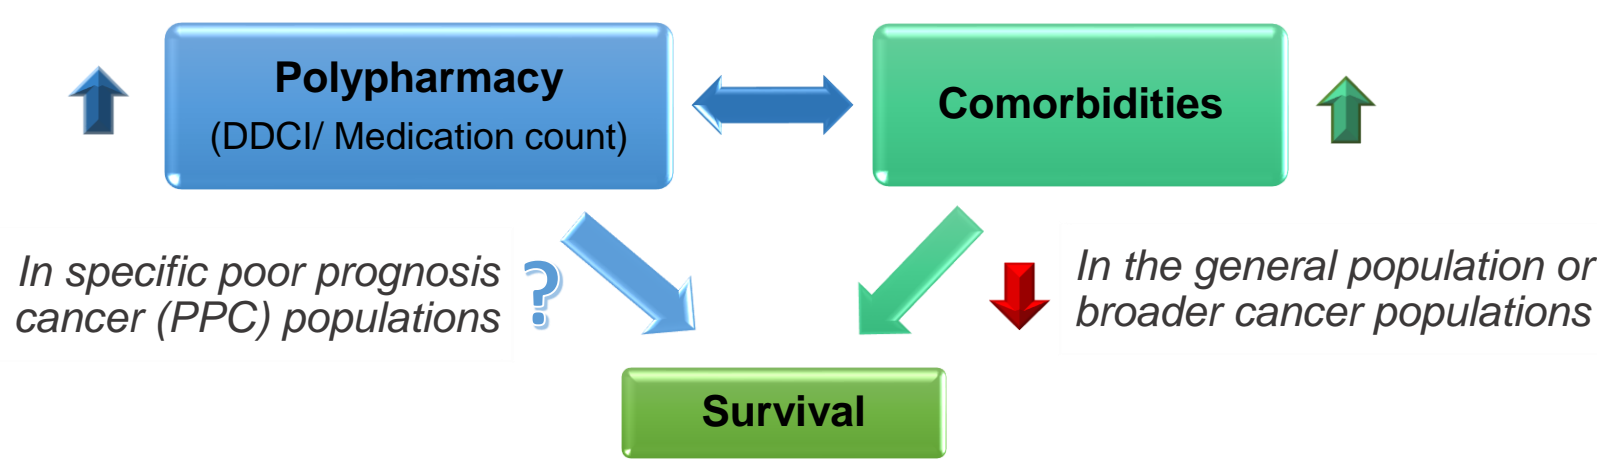 Polypharmacy
(DDCI/ Medication count)
Comorbidities
In specific poor prognosis
cancer (PPC) populations
?
In the general population or
broader cancer populations
Survival